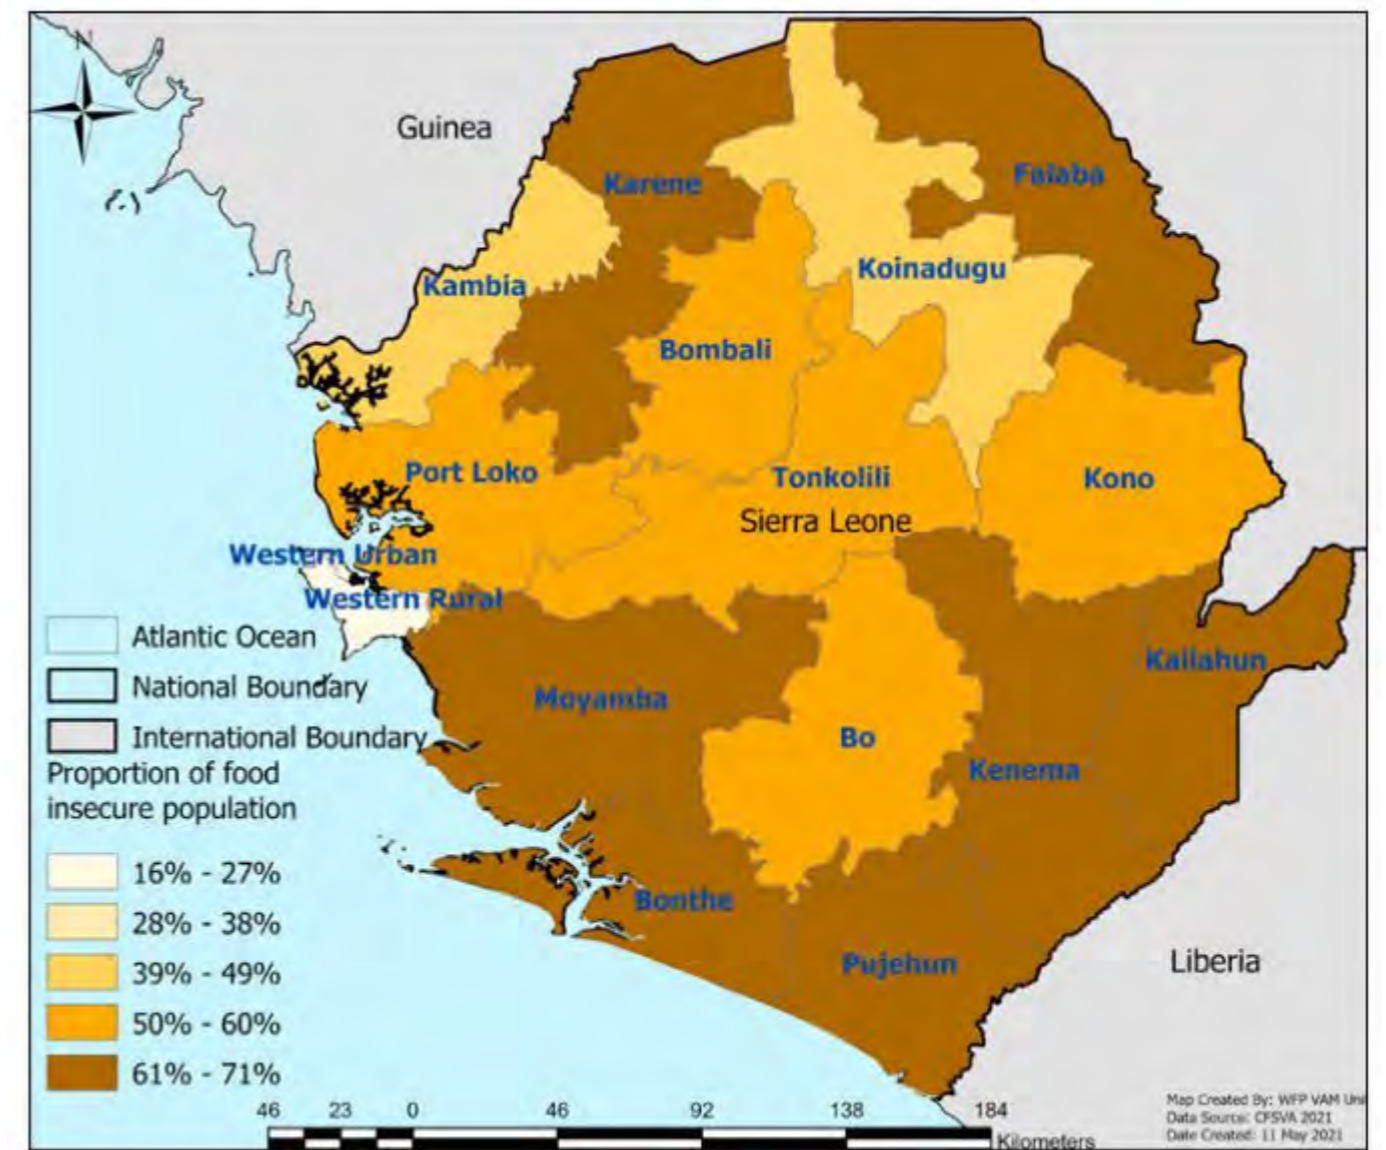 N
Guinea
Karene
Falaba
Kambia
Koinadugu
Bombali
Port Loko
Tonkolili
Kono
Sierra Leone
Western Urban
Western Rural
Kailahun
Moyamba
Bo
Kenema
Bonthe
Pujehun
Liberia
Atlantic Ocean
National Boundary
International Boundary
Proportion of food
insecure population
16% - 27%
28% - 38%
39% - 49%
50% - 60%
61% - 71%
46 23 0 46 92 138 184
Kilometers
Map Created By: WFP VAM Uni
Data Source: CFSVA 2021
Date Created: 11 May 2021